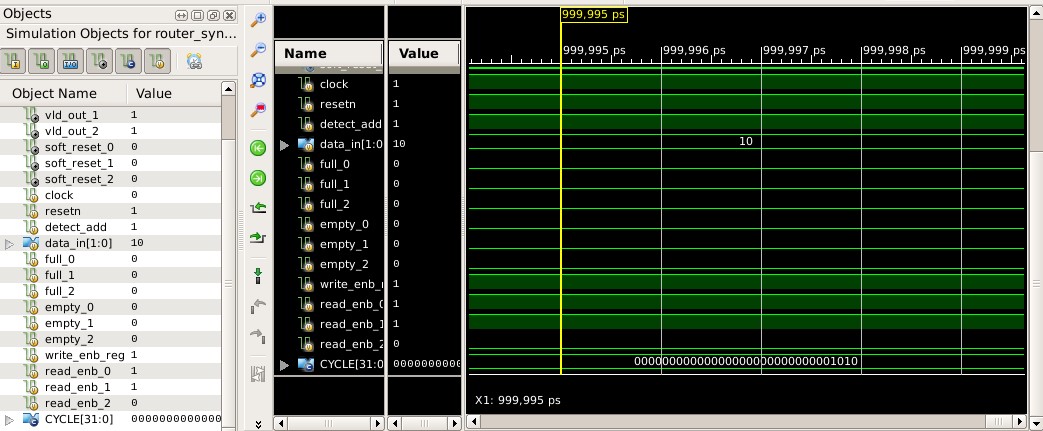 Objects
Simulation Objects for router_syn...
Object Name Value
vld_out_1 1
vld_out_2 1
soft_reset_0 0
soft_reset_1 0
soft_reset_2 0
clock 0
resetn 1
detect_add 1
data_in[1:0] 10
full_0 0
full_1 0
full_2 0
empty_0 0
empty_1 0
empty_2 0
write_enb_reg 1
read_enb_0 1
read_enb_1 1
read_enb_2 0
CYCLE[31:0] 0000000000000
Name Value
clock 1
resetn 1
detect_add 1
data_in[1:0 10
full_0 0
full_1 0
full_2 0
empty_0 0
empty_1 0
empty_2 0
write_enb_r 1
read_enb_0 1
read_enb_1 1
read_enb_2 0
CYCLE[31:0 0000000000
999,995 ps
999,995 ps 999,996 ps 999,997 ps 999,998 ps 999,999 ps
10
00000000000000000000000000001010
X1: 999,995 ps